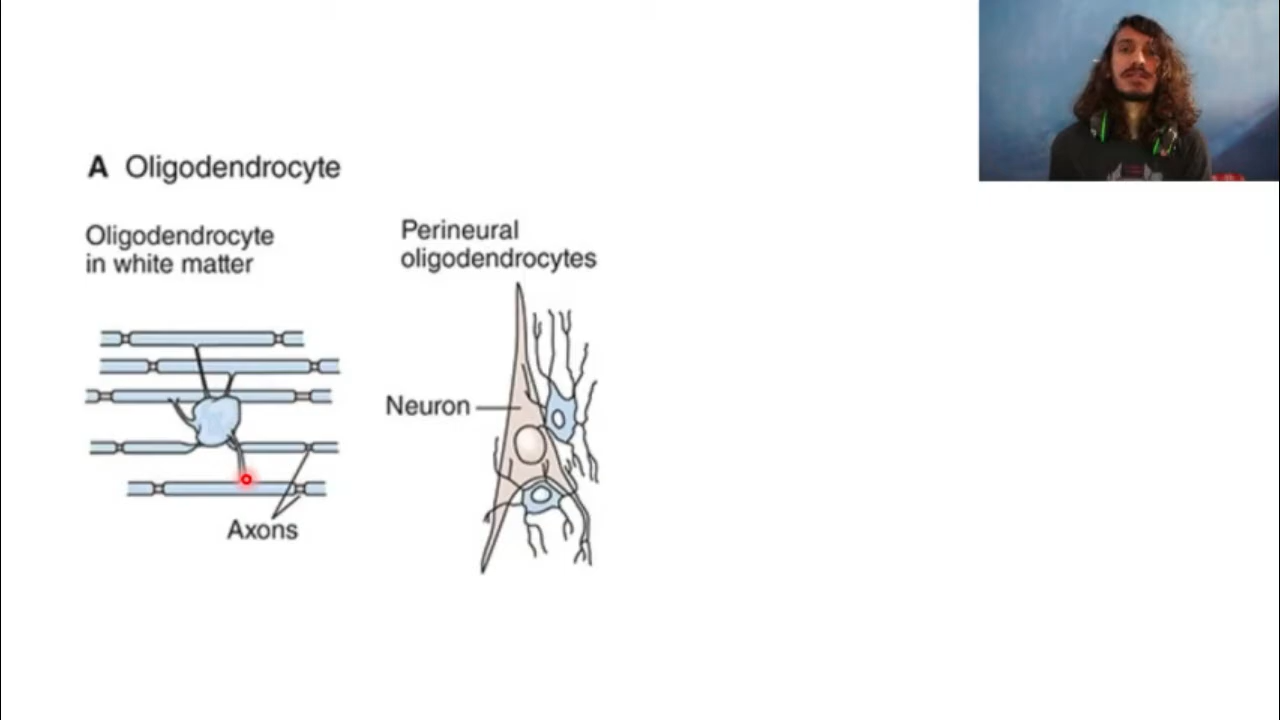 A Oligodendrocyte
Oligodendrocyte
in white matter
Perineural
oligodendrocytes
Neuron
Axons